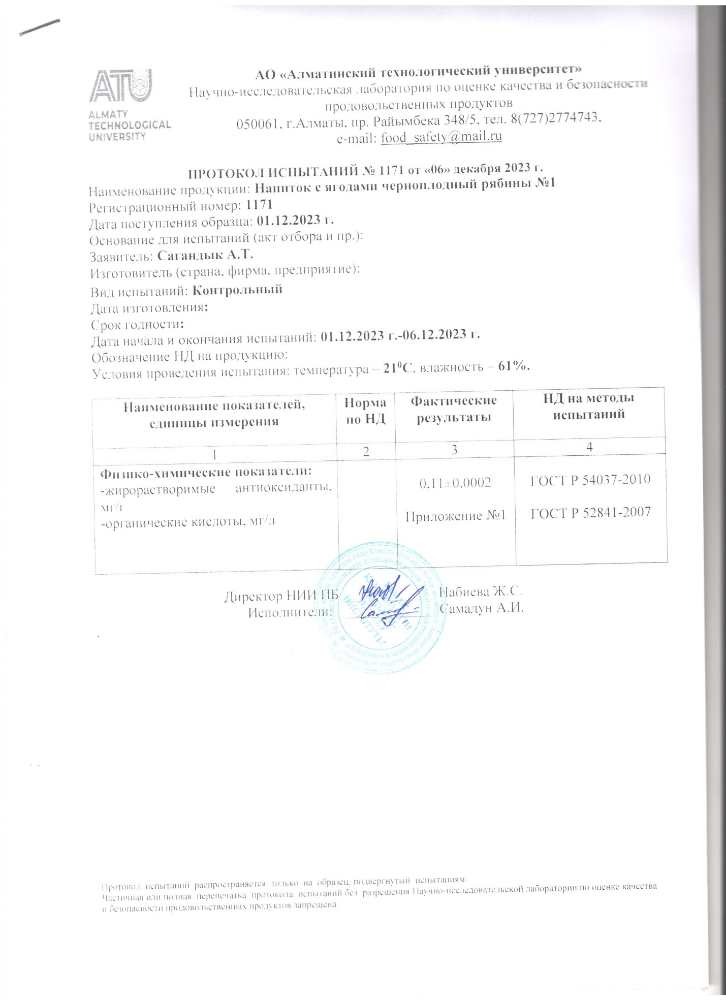 ATU
ALMATY
TECHNOLOGICAL
UNIVERSITY
АО «Алматинский технологический университет»
Научно-исследовательская лаборатория по оценке качества и безопасности
продовольственных продуктов
050061, г.Алматы, пр. Райымбека 348/5, тел. 8(727)2774743,
e-mail: food_safety@mail.ru
ПРОТОКОЛ ИСПЫТАНИЙ № 1171 от «06» декабря 2023 г.
Наименование продукции: Напиток с ягодами черноплодный рябины №1
Регистрационный номер: 1171
Дата поступления образца: 01.12.2023 г.
Основание для испытаний (акт отбора и пр.):
Заявитель: Сагандык А.Т.
Изготовитель (страна, фирма, предприятие):
Вид испытаний: Контрольный
Дата изготовления:
Срок годности:
Дата начала и окончания испытаний: 01.12.2023 г.-06.12.2023 г.
Обозначение НД на продукцию:
Условия проведения испытания: температура – 21⁰С, влажность – 61%.
Наименование показателей,
единицы измерения
Норма
по НД
Фактические
результаты
НД на методы
испытаний
1 2 3 4
Физико-химические показатели:
-жирорастворимые антиоксиданты,
мг/г
0,11±0,0002
ГОСТ Р 54037-2010
-органические кислоты, мг/л
Приложение №1
ГОСТ Р 52841-2007
Директор НИИ ПБ Набиева Ж.С.
Исполнители: Самадун А.И.
Протокол испытаний распространяется только на образец, подвергнутый испытаниям.
Частичная или полная перепечатка протокола испытаний без разрешения Научно-исследовательской лаборатории по оценке качества
и безопасности продовольственных продуктов запрещена.